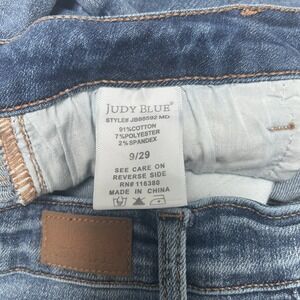 JUDY BLUE®
STYLE# JB88592 MD
91%COTTON
7%POLYESTER
2%SPANDEX
9/29
SEE CARE ON
REVERSE SIDE
RN# 116380
MADE IN CHINA